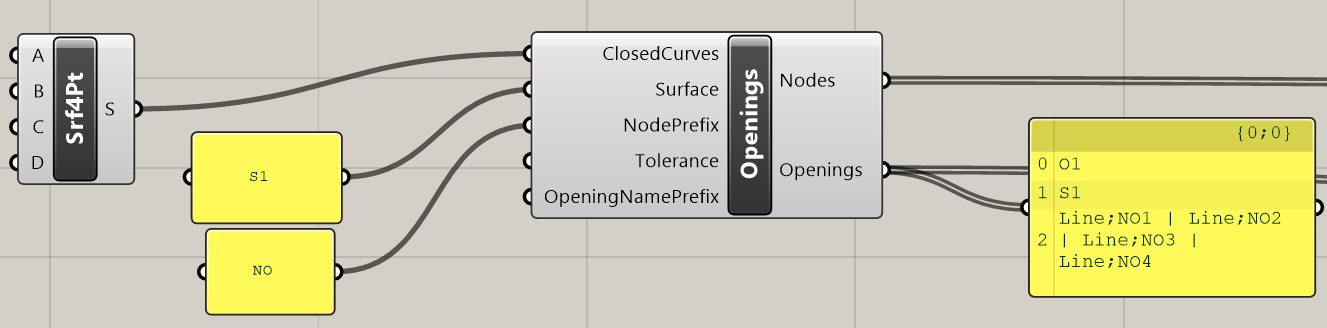 A
B
C
D
Srf4Pt
S
S1
NO
ClosedCurves
Surface
NodePrefix
Tolerance
OpeningNamePrefix
Openings
Nodes
Openings
{0;0}
0 O1
1 S1
2 Line;NO1 | Line;NO2
| Line;NO3 |
Line;NO4